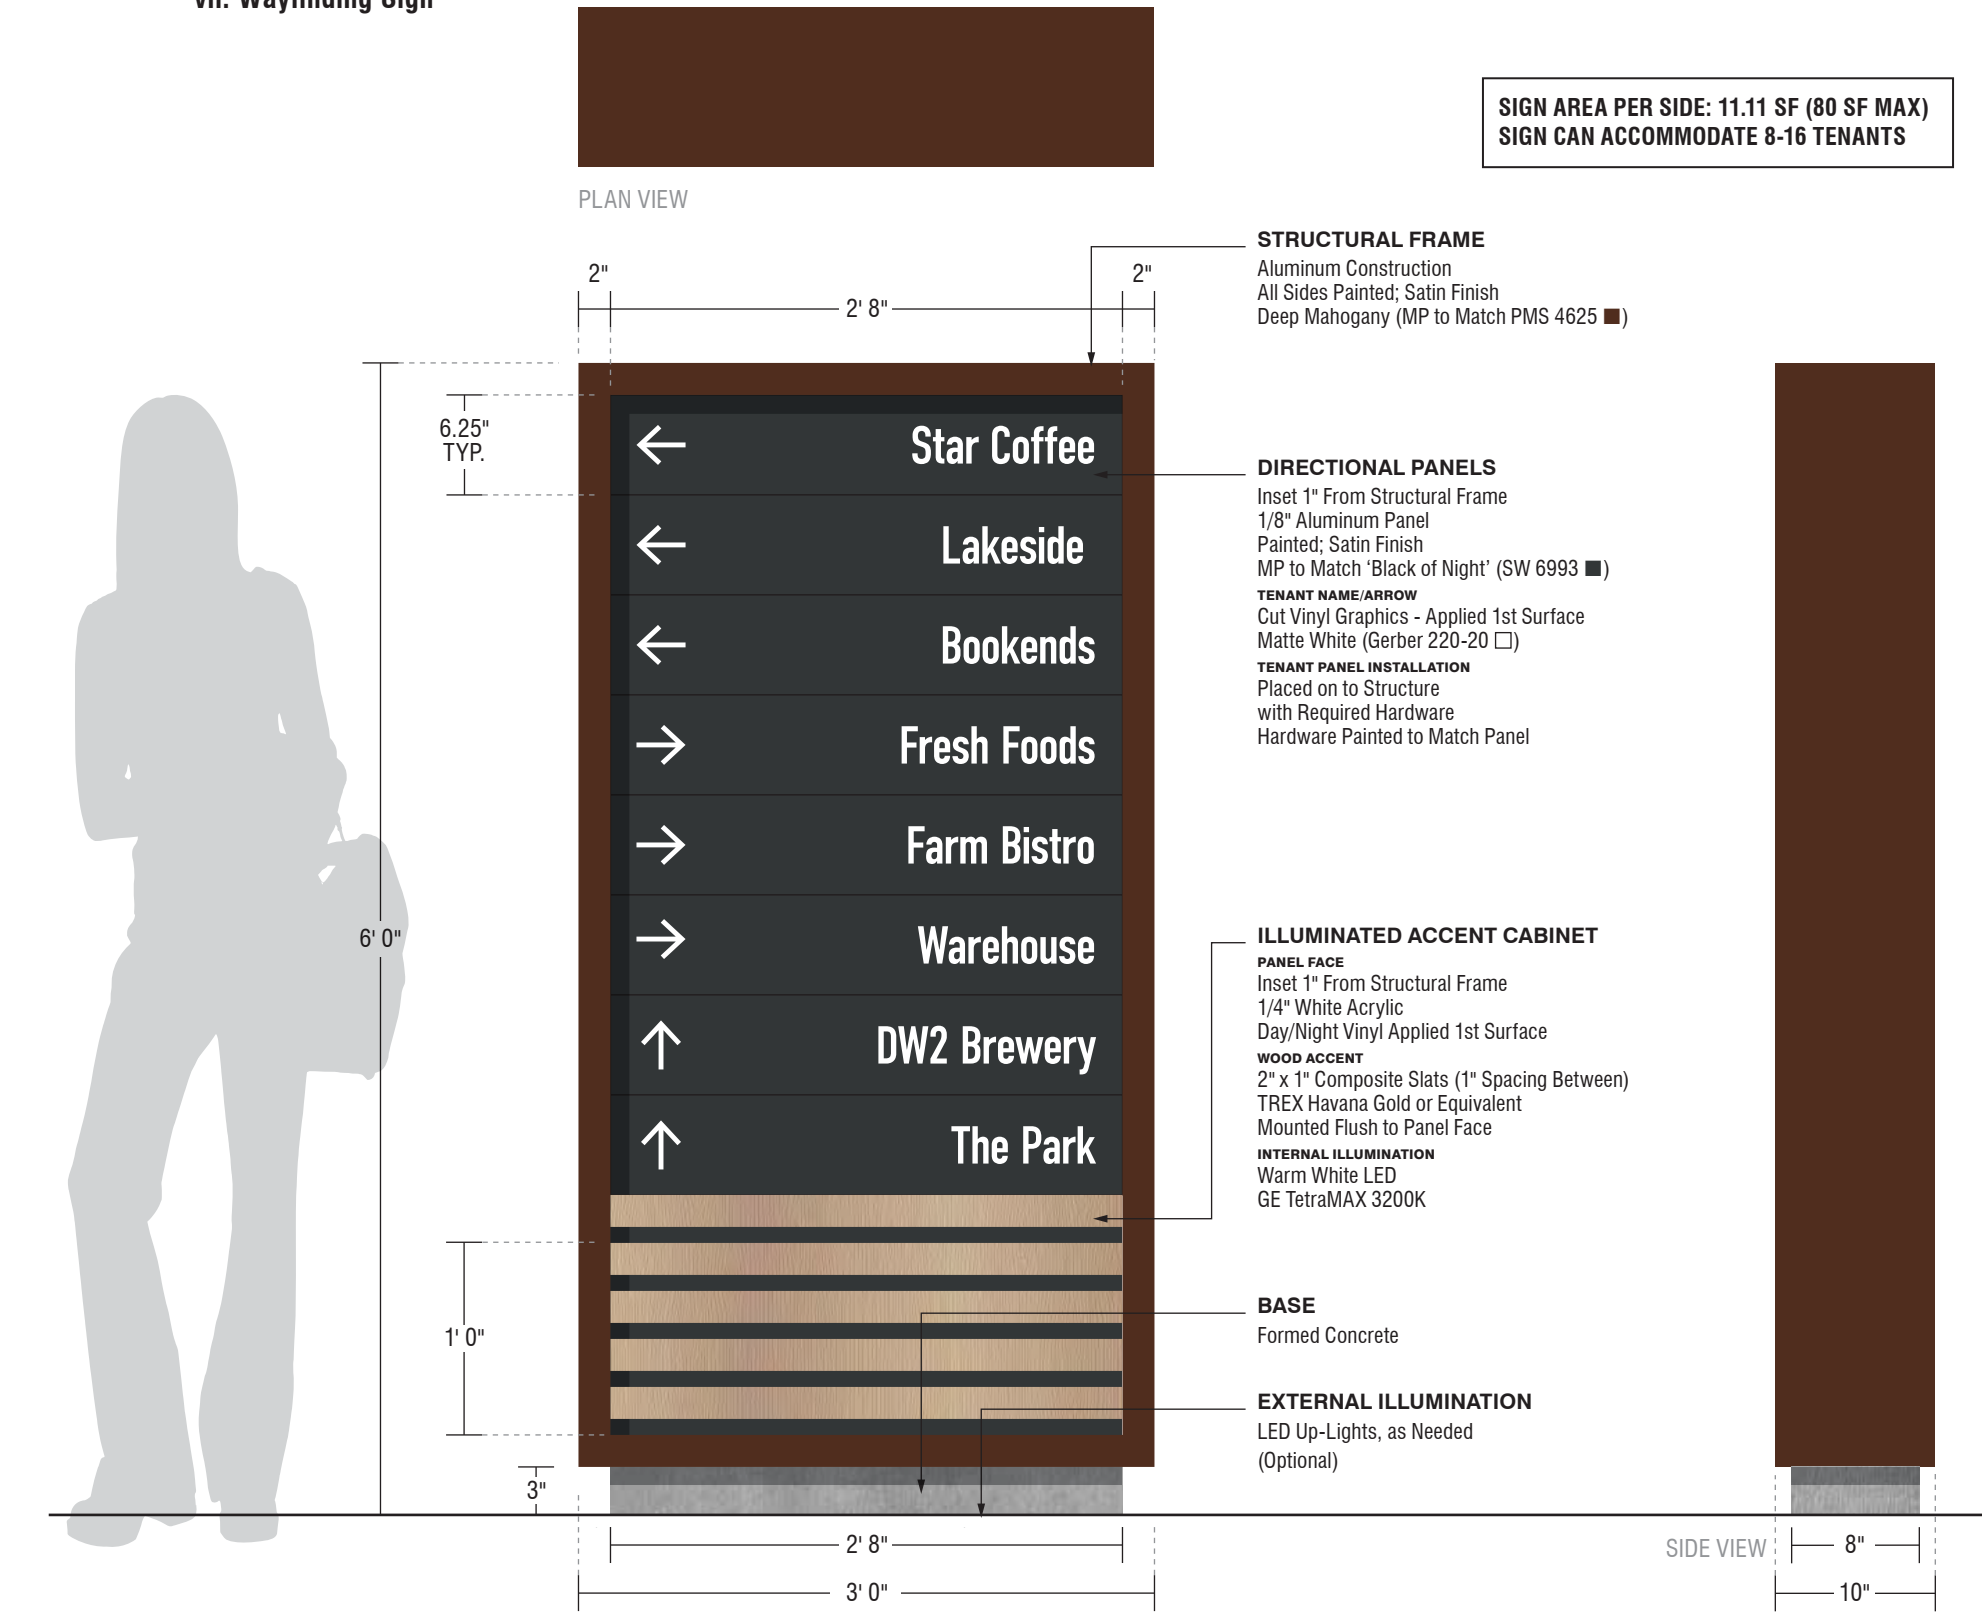 vii. Wayfinding Sign
SIGN AREA PER SIDE: 11.11 SF (80 SF MAX)
SIGN CAN ACCOMMODATE 8-16 TENANTS
PLAN VIEW
2"
2' 8"
2"
STRUCTURAL FRAME
Aluminum Construction
All Sides Painted; Satin Finish
Deep Mahogany (MP to Match PMS 4625 ■)
6.25"
TYP.
6' 0"
1' 0"
3"
← Star Coffee
← Lakeside
← Bookends
→ Fresh Foods
→ Farm Bistro
→ Warehouse
↑ DW2 Brewery
↑ The Park
DIRECTIONAL PANELS
Inset 1" From Structural Frame
1/8" Aluminum Panel
Painted; Satin Finish
MP to Match ‘Black of Night’ (SW 6993 ■)
TENANT NAME/ARROW
Cut Vinyl Graphics - Applied 1st Surface
Matte White (Gerber 220-20 □)
TENANT PANEL INSTALLATION
Placed on to Structure
with Required Hardware
Hardware Painted to Match Panel
ILLUMINATED ACCENT CABINET
PANEL FACE
Inset 1" From Structural Frame
1/4" White Acrylic
Day/Night Vinyl Applied 1st Surface
WOOD ACCENT
2" x 1" Composite Slats (1" Spacing Between)
TREX Havana Gold or Equivalent
Mounted Flush to Panel Face
INTERNAL ILLUMINATION
Warm White LED
GE TetraMAX 3200K
BASE
Formed Concrete
EXTERNAL ILLUMINATION
LED Up-Lights, as Needed
(Optional)
2' 8"
3' 0"
SIDE VIEW
8"
10"